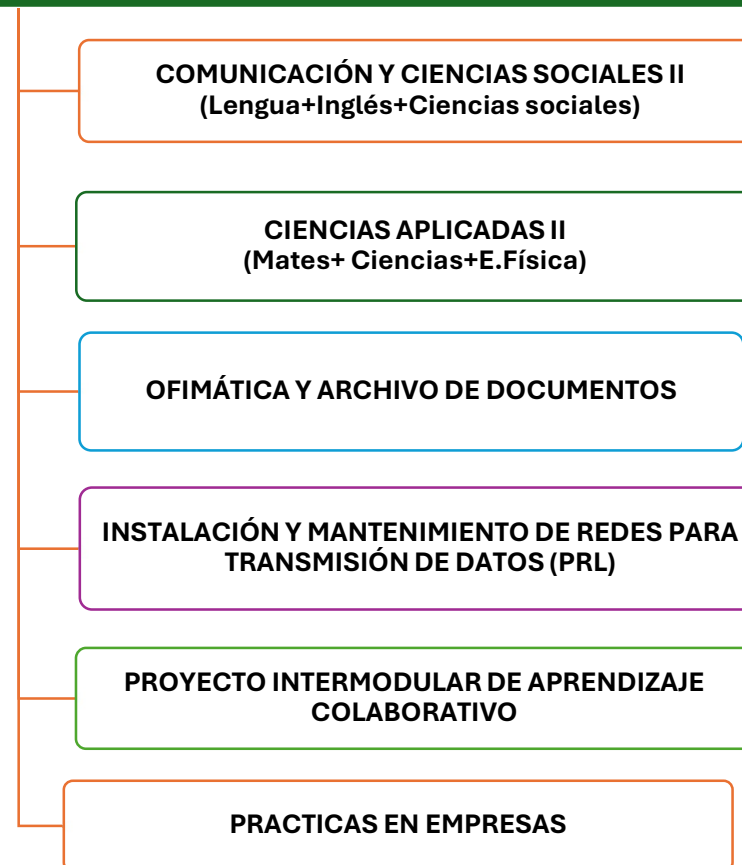 COMUNICACIÓN Y CIENCIAS SOCIALES II
(Lengua+Inglés+Ciencias sociales)
CIENCIAS APLICADAS II
(Mates+ Ciencias+E.Física)
OFIMÁTICA Y ARCHIVO DE DOCUMENTOS
INSTALACIÓN Y MANTENIMIENTO DE REDES PARA
TRANSMISIÓN DE DATOS (PRL)
PROYECTO INTERMODULAR DE APRENDIZAJE
COLABORATIVO
PRACTICAS EN EMPRESAS